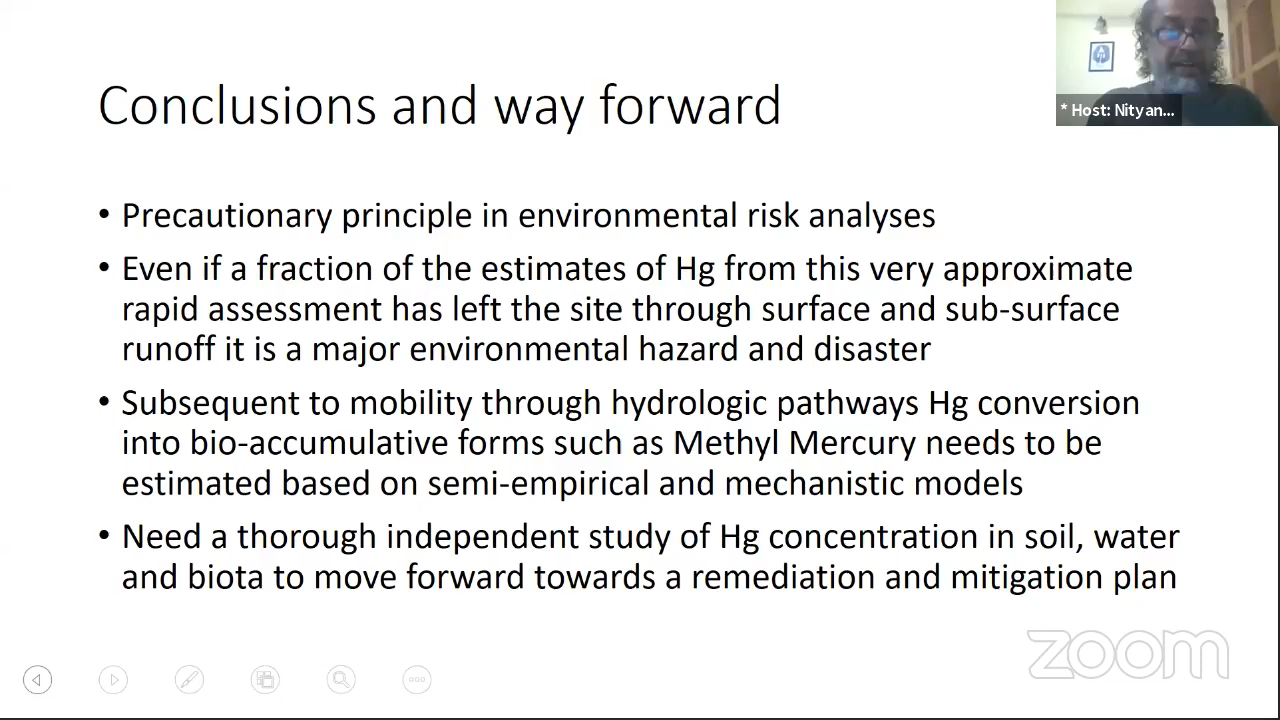 Conclusions and way forward
* Host: Nityan...
• Precautionary principle in environmental risk analyses
• Even if a fraction of the estimates of Hg from this very approximate
rapid assessment has left the site through surface and sub-surface
runoff it is a major environmental hazard and disaster
• Subsequent to mobility through hydrologic pathways Hg conversion
into bio-accumulative forms such as Methyl Mercury needs to be
estimated based on semi-empirical and mechanistic models
• Need a thorough independent study of Hg concentration in soil, water
and biota to move forward towards a remediation and mitigation plan
zoom